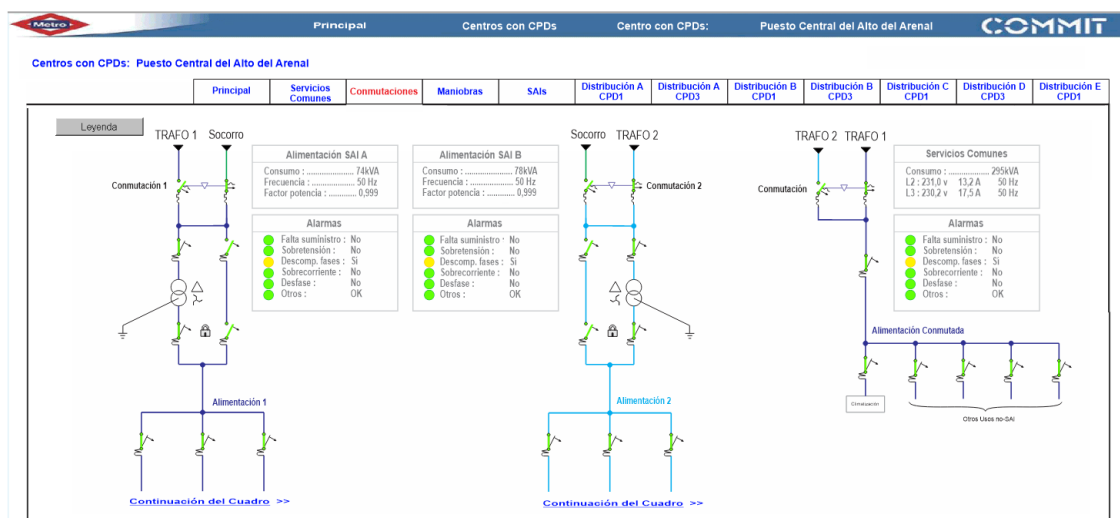 Metro
Principal
Centros con CPDs
Centro con CPDs:
Puesto Central del Alto del Arenal
COMMIT
Centros con CPDs: Puesto Central del Alto del Arenal
Principal
Servicios Comunes
Conmutaciones
Maniobras
SAIs
Distribución A CPD1
Distribución A CPD3
Distribución B CPD1
Distribución B CPD3
Distribución C CPD1
Distribución D CPD3
Distribución E CPD1
Leyenda
TRAFO 1
Socorro
Conmutación 1
Alimentación SAI A
Consumo : ...................... 74kVA
Frecuencia : .................. 50 Hz
Factor potencia : ............ 0,999
Alarmas
Falta suministro : No
Sobretensión : No
Descomp. fases : Sì
Sobrecorriente : No
Desfase : No
Otros : OK
Alimentación 1
Continuación del Cuadro >>
Alimentación SAI B
Consumo : ...................... 78kVA
Frecuencia : .................. 50 Hz
Factor potencia : ............ 0,999
Alarmas
Falta suministro : No
Sobretensión : No
Descomp. fases : Sì
Sobrecorriente : No
Desfase : No
Otros : OK
Socorro
TRAFO 2
Conmutación 2
Alimentación 2
Continuación del Cuadro >>
TRAFO 2
TRAFO 1
Conmutación
Servicios Comunes
Consumo : ...................... 295kVA
L2 : 231,0 v 13,2 A 50 Hz
L3 : 230,2 v 17,5 A 50 Hz
Alarmas
Falta suministro : No
Sobretensión : No
Descomp. fases : Sì
Sobrecorriente : No
Desfase : No
Otros : OK
Alimentación Conmutada
Climatización
Otros Usos no-SAI